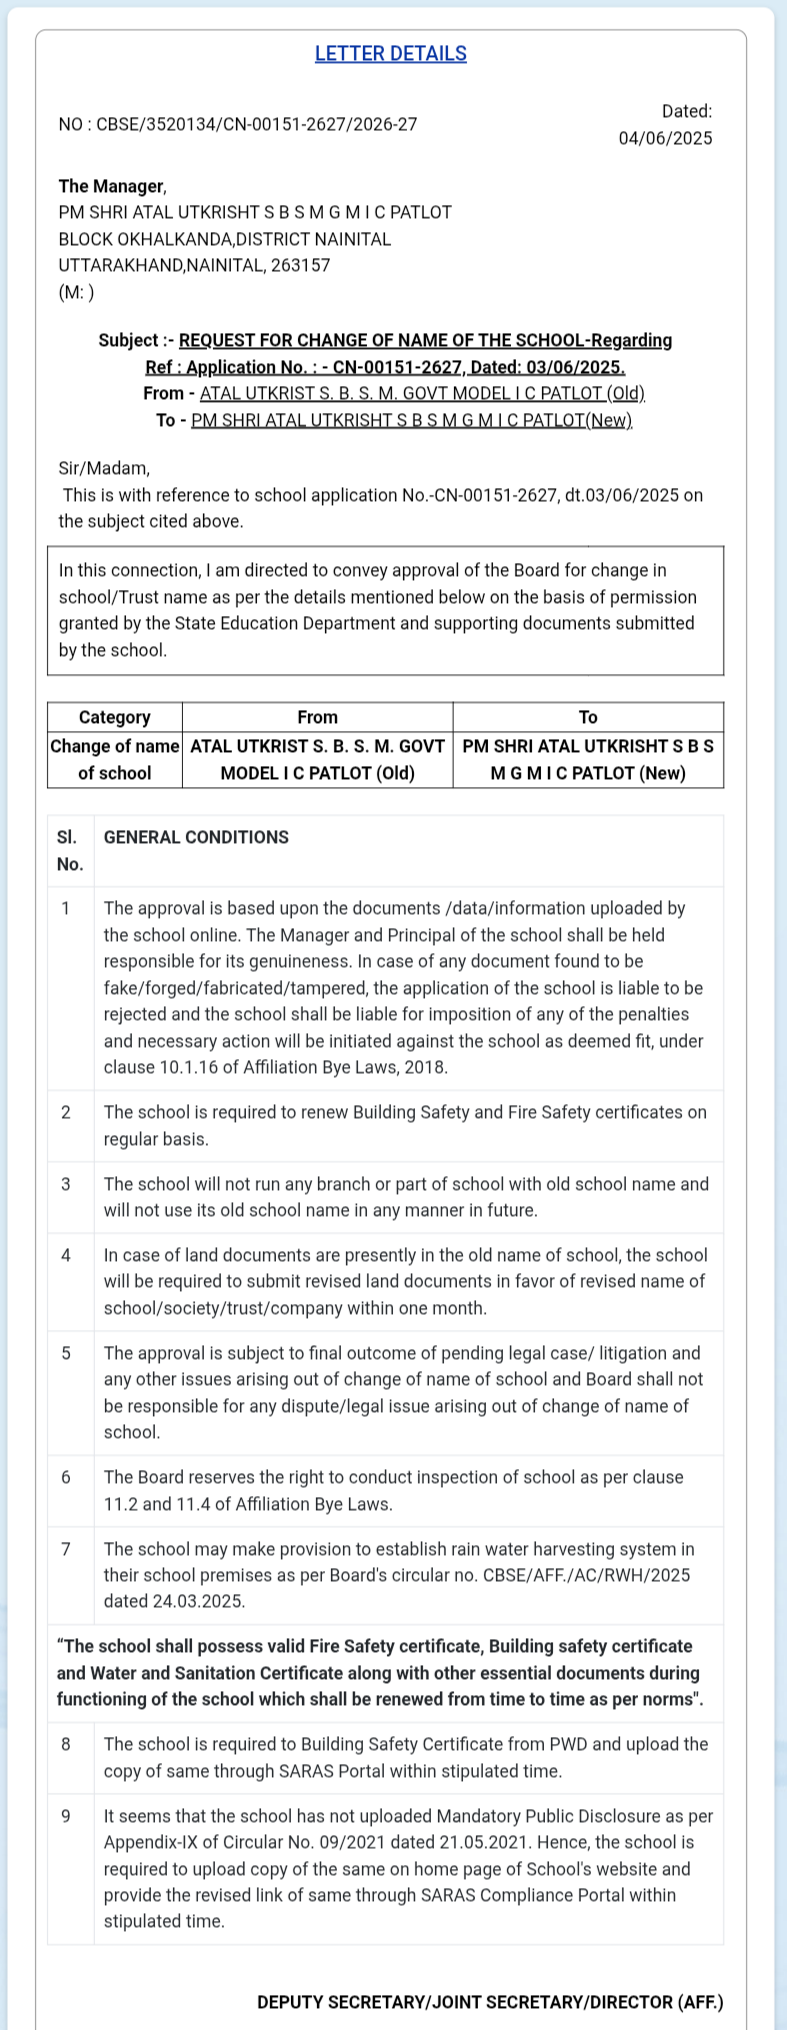 LETTER DETAILS
Dated:
NO : CBSE/3520134/CN-00151-2627/2026-27
04/06/2025
The Manager,
PM SHRI ATAL UTKRISHT S B S M G M I C PATLOT
BLOCK OKHALKANDA,DISTRICT NAINITAL
UTTARAKHAND,NAINITAL, 263157
(M: )
Subject :- REQUEST FOR CHANGE OF NAME OF THE SCHOOL-Regarding
Ref : Application No. : - CN-00151-2627, Dated: 03/06/2025.
From - ATAL UTKRIST S. B. S. M. GOVT MODEL I C PATLOT (Old)
To - PM SHRI ATAL UTKRISHT S B S M G M I C PATLOT(New)
Sir/Madam,
This is with reference to school application No.-CN-00151-2627, dt.03/06/2025 on
the subject cited above.
In this connection, I am directed to convey approval of the Board for change in
school/Trust name as per the details mentioned below on the basis of permission
granted by the State Education Department and supporting documents submitted
by the school.
Category From To
Change of name ATAL UTKRIST S. B. S. M. GOVT PM SHRI ATAL UTKRISHT S B S
of school MODEL I C PATLOT (Old) M G M I C PATLOT (New)
Sl. GENERAL CONDITIONS
No.
1 The approval is based upon the documents /data/information uploaded by
the school online. The Manager and Principal of the school shall be held
responsible for its genuineness. In case of any document found to be
fake/forged/fabricated/tampered, the application of the school is liable to be
rejected and the school shall be liable for imposition of any of the penalties
and necessary action will be initiated against the school as deemed fit, under
clause 10.1.16 of Affiliation Bye Laws, 2018.
2 The school is required to renew Building Safety and Fire Safety certificates on
regular basis.
3 The school will not run any branch or part of school with old school name and
will not use its old school name in any manner in future.
4 In case of land documents are presently in the old name of school, the school
will be required to submit revised land documents in favor of revised name of
school/society/trust/company within one month.
5 The approval is subject to final outcome of pending legal case/ litigation and
any other issues arising out of change of name of school and Board shall not
be responsible for any dispute/legal issue arising out of change of name of
school.
6 The Board reserves the right to conduct inspection of school as per clause
11.2 and 11.4 of Affiliation Bye Laws.
7 The school may make provision to establish rain water harvesting system in
their school premises as per Board's circular no. CBSE/AFF./AC/RWH/2025
dated 24.03.2025.
“The school shall possess valid Fire Safety certificate, Building safety certificate
and Water and Sanitation Certificate along with other essential documents during
functioning of the school which shall be renewed from time to time as per norms".
8 The school is required to Building Safety Certificate from PWD and upload the
copy of same through SARAS Portal within stipulated time.
9 It seems that the school has not uploaded Mandatory Public Disclosure as per
Appendix-IX of Circular No. 09/2021 dated 21.05.2021. Hence, the school is
required to upload copy of the same on home page of School's website and
provide the revised link of same through SARAS Compliance Portal within
stipulated time.
DEPUTY SECRETARY/JOINT SECRETARY/DIRECTOR (AFF.)